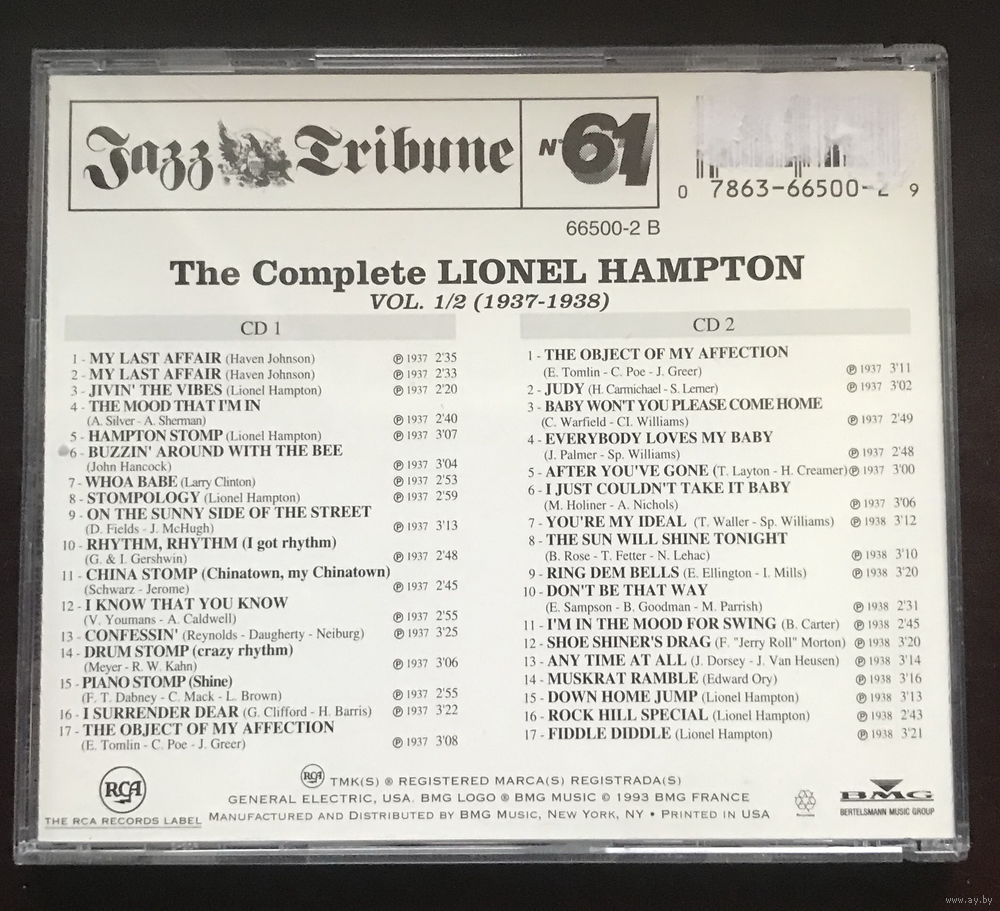 Jazz Tribune
N° 61
0 7863-66500-2 9
66500-2 B
The Complete LIONEL HAMPTON
VOL. 1/2 (1937-1938)
CD 1
1 - MY LAST AFFAIR (Haven Johnson) ℗ 1937 2'35
2 - MY LAST AFFAIR (Haven Johnson) ℗ 1937 2'33
3 - JIVIN' THE VIBES (Lionel Hampton) ℗ 1937 2'20
4 - THE MOOD THAT I'M IN
(A. Silver - A. Sherman) ℗ 1937 2'40
5 - HAMPTON STOMP (Lionel Hampton) ℗ 1937 3'07
6 - BUZZIN' AROUND WITH THE BEE
(John Hancock) ℗ 1937 3'04
7 - WHOA BABE (Larry Clinton) ℗ 1937 2'53
8 - STOMPOLOGY (Lionel Hampton) ℗ 1937 2'59
9 - ON THE SUNNY SIDE OF THE STREET
(D. Fields - J. McHugh) ℗ 1937 3'13
10 - RHYTHM, RHYTHM (I got rhythm)
(G. & I. Gershwin) ℗ 1937 2'48
11 - CHINA STOMP (Chinatown, my Chinatown)
(Schwarz - Jerome) ℗ 1937 2'45
12 - I KNOW THAT YOU KNOW
(V. Youmans - A. Caldwell) ℗ 1937 2'55
13 - CONFESSIN' (Reynolds - Daugherty - Neiburg) ℗ 1937 3'25
14 - DRUM STOMP (crazy rhythm)
(Meyer - R. W. Kahn) ℗ 1937 3'06
15 - PIANO STOMP (Shine)
(F. T. Dabney - C. Mack - L. Brown) ℗ 1937 2'55
16 - I SURRENDER DEAR (G. Clifford - H. Barris) ℗ 1937 3'22
17 - THE OBJECT OF MY AFFECTION
(E. Tomlin - C. Poe - J. Greer) ℗ 1937 3'08
CD 2
1 - THE OBJECT OF MY AFFECTION
(E. Tomlin - C. Poe - J. Greer) ℗ 1937 3'11
2 - JUDY (H. Carmichael - S. Lerner) ℗ 1937 3'02
3 - BABY WON'T YOU PLEASE COME HOME
(C. Warfield - Cl. Williams) ℗ 1937 2'49
4 - EVERYBODY LOVES MY BABY
(J. Palmer - Sp. Williams) ℗ 1937 2'48
5 - AFTER YOU'VE GONE (T. Layton - H. Creamer) ℗ 1937 3'00
6 - I JUST COULDN'T TAKE IT BABY
(M. Holiner - A. Nichols) ℗ 1937 3'06
7 - YOU'RE MY IDEAL (T. Waller - Sp. Williams) ℗ 1938 3'12
8 - THE SUN WILL SHINE TONIGHT
(B. Rose - T. Fetter - N. Lehac) ℗ 1938 3'10
9 - RING DEM BELLS (E. Ellington - I. Mills) ℗ 1938 3'20
10 - DON'T BE THAT WAY
(E. Sampson - B. Goodman - M. Parrish) ℗ 1938 2'31
11 - I'M IN THE MOOD FOR SWING (B. Carter) ℗ 1938 2'45
12 - SHOE SHINER'S DRAG (F. "Jerry Roll" Morton) ℗ 1938 3'20
13 - ANY TIME AT ALL (J. Dorsey - J. Van Heusen) ℗ 1938 3'14
14 - MUSKRAT RAMBLE (Edward Ory) ℗ 1938 3'16
15 - DOWN HOME JUMP (Lionel Hampton) ℗ 1938 3'13
16 - ROCK HILL SPECIAL (Lionel Hampton) ℗ 1938 2'43
17 - FIDDLE DIDDLE (Lionel Hampton) ℗ 1938 3'21
RCA
THE RCA RECORDS LABEL
RCA TMK(S) ® REGISTERED MARCA(S) REGISTRADA(S)
GENERAL ELECTRIC, USA. BMG LOGO ® BMG MUSIC © 1993 BMG FRANCE
MANUFACTURED AND DISTRIBUTED BY BMG MUSIC, NEW YORK, NY • PRINTED IN USA
BMG
BERTELSMANN MUSIC GROUP
www.ay.by